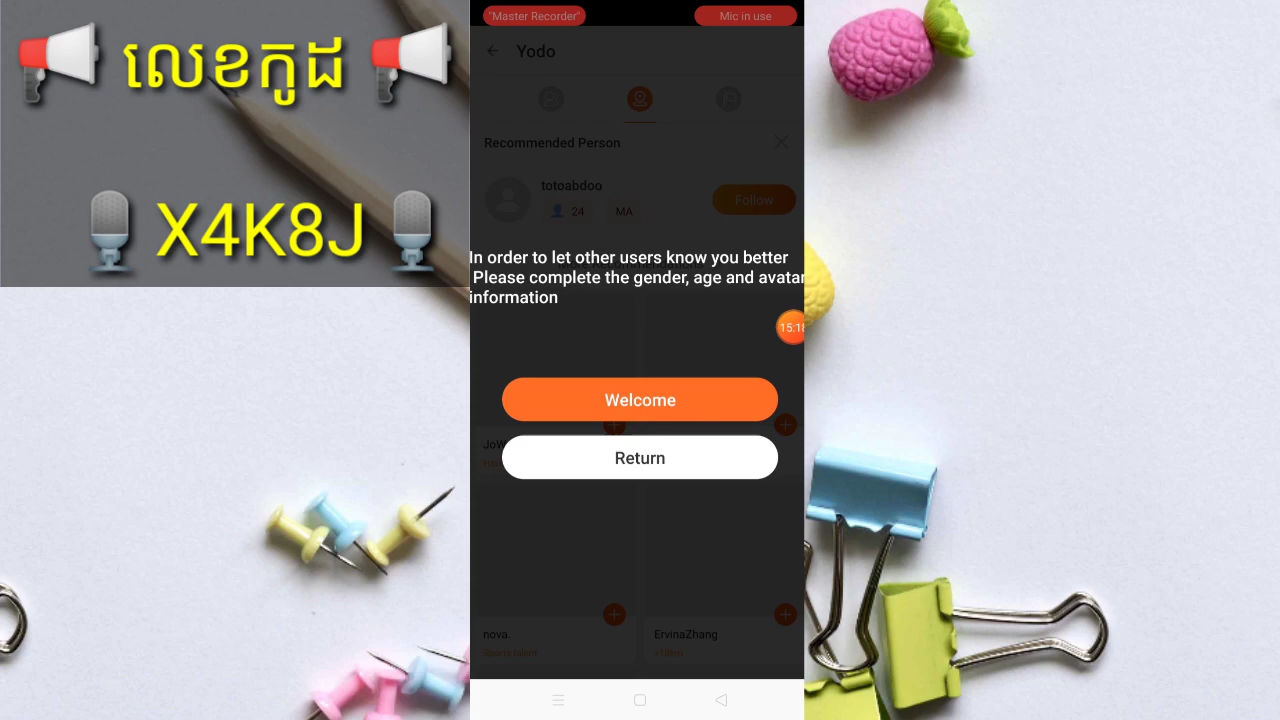 លេខកូដ
X4K8J
"Master Recorder"
Mic in use
Yodo
Recommended Person
totoabdoo
24
MA
Follow
In order to let other users know you better
Please complete the gender, age and avatar
information
15:18
Welcome
Return
nova.
ErvinaZhang